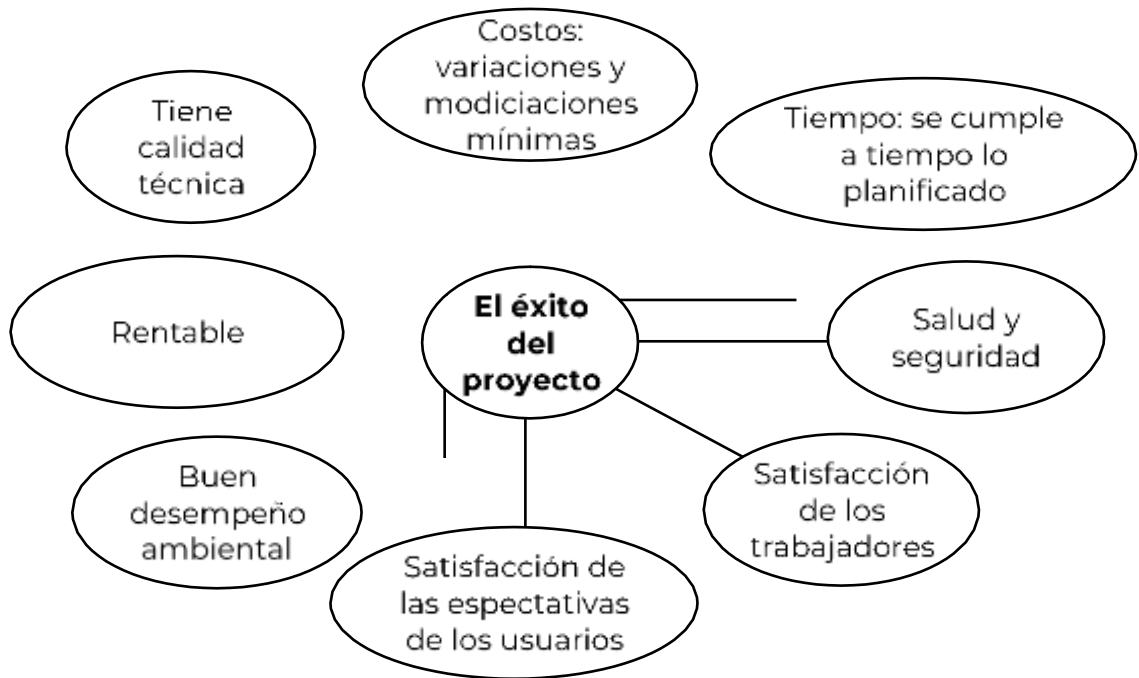 Costos:
variaciones y
modiciaciones
mínimas
Tiene
calidad
técnica
Tiempo: se cumple
a tiempo lo
planificado
Rentable
El éxito
del
proyecto
Salud y
seguridad
Buen
desempeño
ambiental
Satisfacción
de los
trabajadores
Satisfacción de
las espectativas
de los usuarios